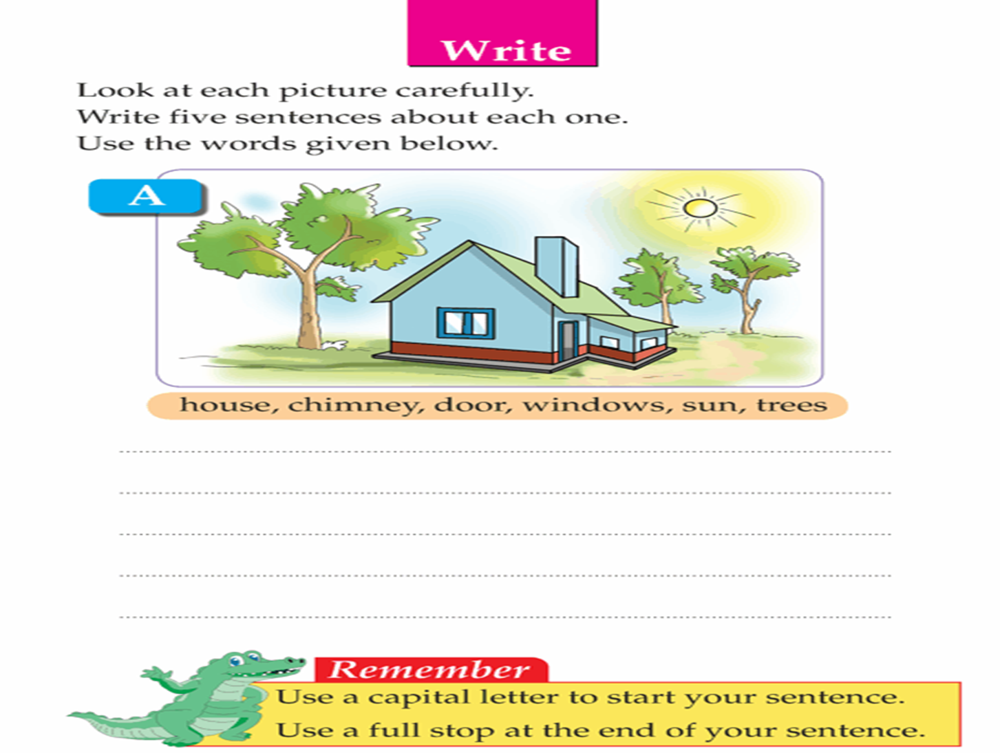 Write
Look at each picture carefully.
Write five sentences about each one.
Use the words given below.
A
house, chimney, door, windows, sun, trees
Remember
Use a capital letter to start your sentence.
Use a full stop at the end of your sentence.